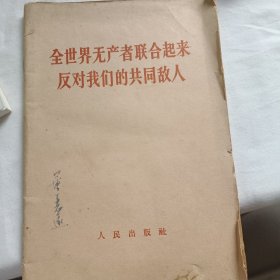 全世界无产者联合起来
反对我们的共同敌人
人民出版社